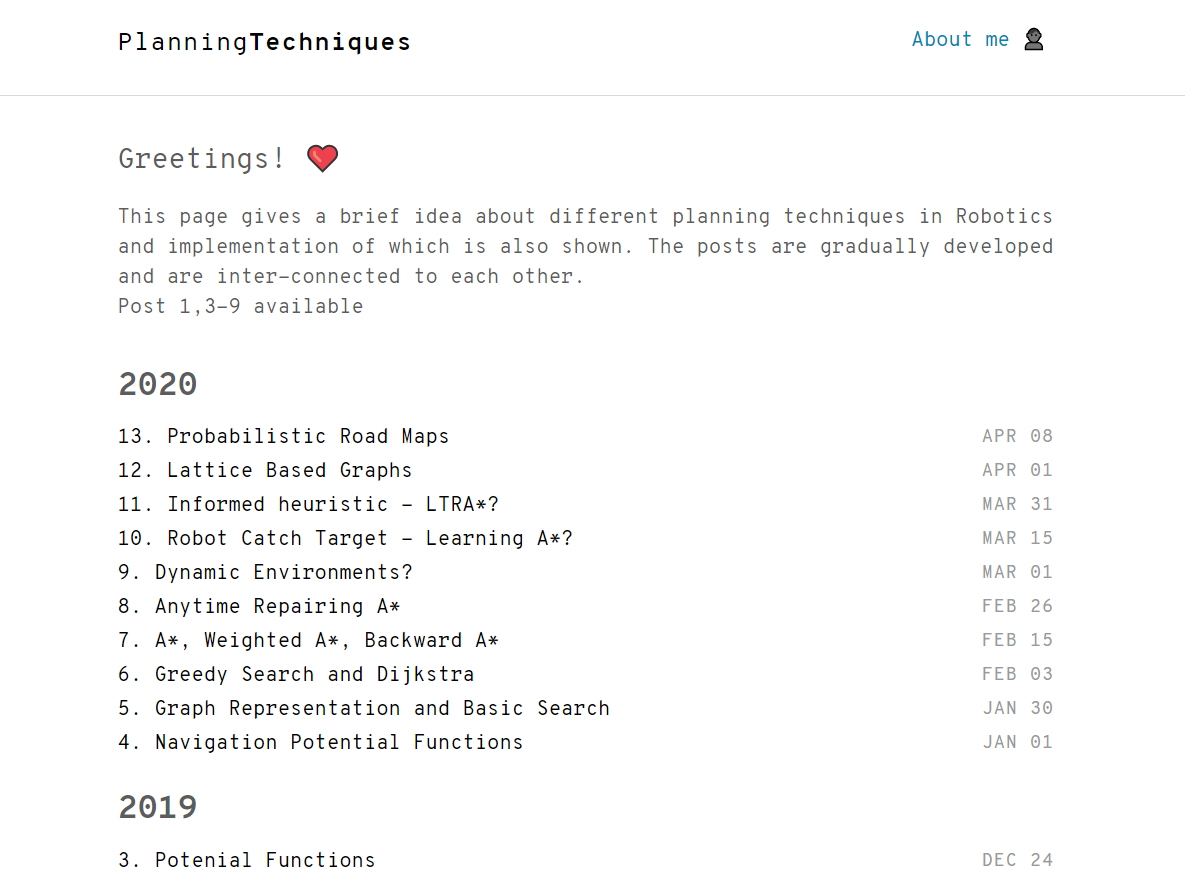 PlanningTechniques
About me
Greetings!
This page gives a brief idea about different planning techniques in Robotics
and implementation of which is also shown. The posts are gradually developed
and are inter-connected to each other.
Post 1,3-9 available
2020
13. Probabilistic Road Maps APR 08
12. Lattice Based Graphs APR 01
11. Informed heuristic - LTRA*? MAR 31
10. Robot Catch Target - Learning A*? MAR 15
9. Dynamic Environments? MAR 01
8. Anytime Repairing A* FEB 26
7. A*, Weighted A*, Backward A* FEB 15
6. Greedy Search and Dijkstra FEB 03
5. Graph Representation and Basic Search JAN 30
4. Navigation Potential Functions JAN 01
2019
3. Potenial Functions DEC 24